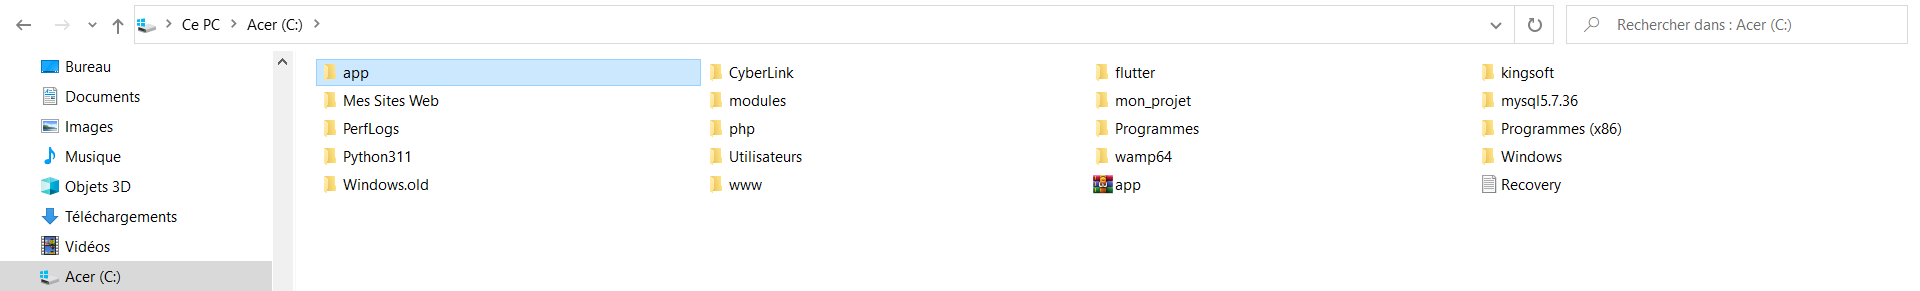 Ce PC > Acer (C:) >
Rechercher dans : Acer (C:)
Bureau
Documents
Images
Musique
Objets 3D
Téléchargements
Vidéos
Acer (C:)
app CyberLink flutter kingsoft
Mes Sites Web modules mon_projet mysql5.7.36
PerfLogs php Programmes Programmes (x86)
Python311 Utilisateurs wamp64 Windows
Windows.old www app Recovery